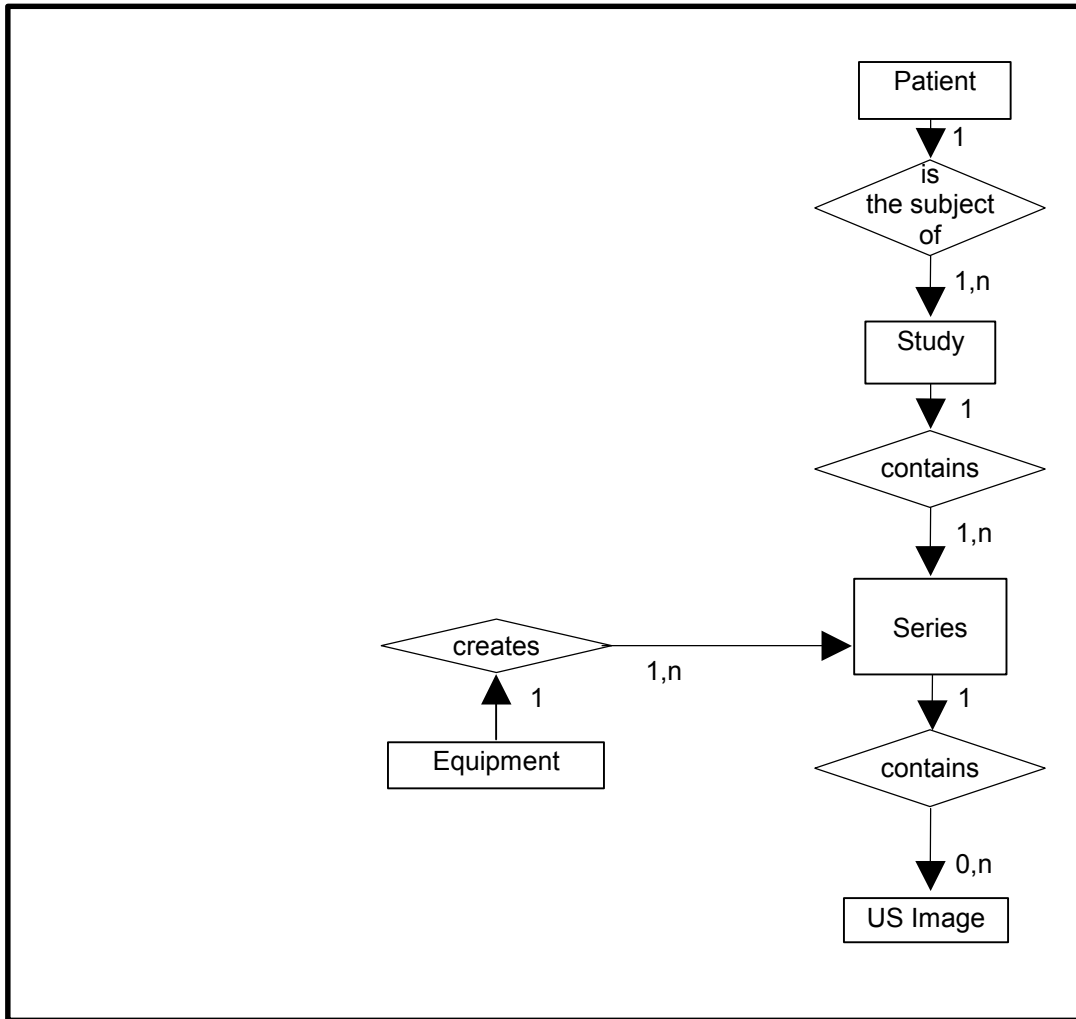 Patient
1
is
the subject
of
1,n
Study
1
contains
1,n
Series
creates
1,n
1
1
Equipment
contains
0,n
US Image